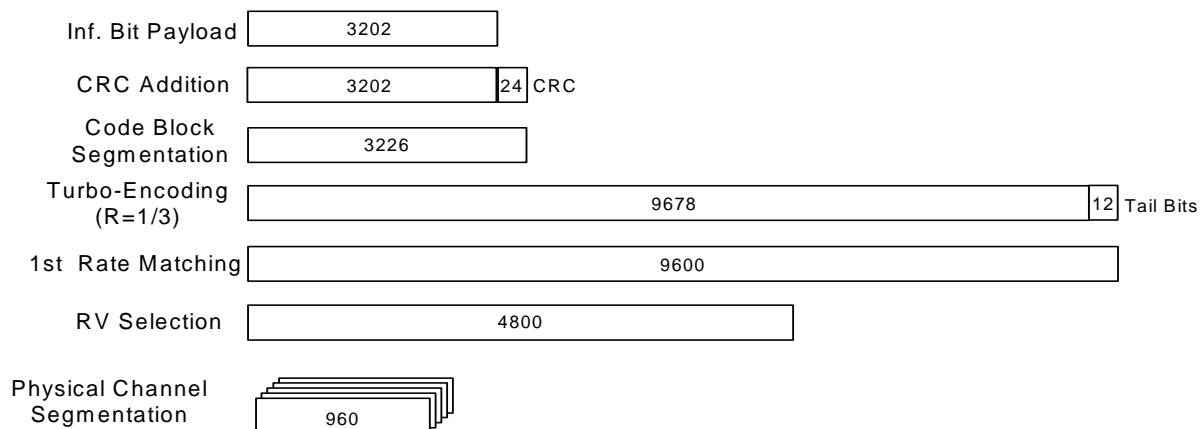 Inf. Bit Payload 3202
CRC Addition 3202 24 CRC
Code Block
Segmentation 3226
Turbo-Encoding
(R=1/3) 9678 12 Tail Bits
1st Rate Matching 9600
RV Selection 4800
Physical Channel
Segmentation 960